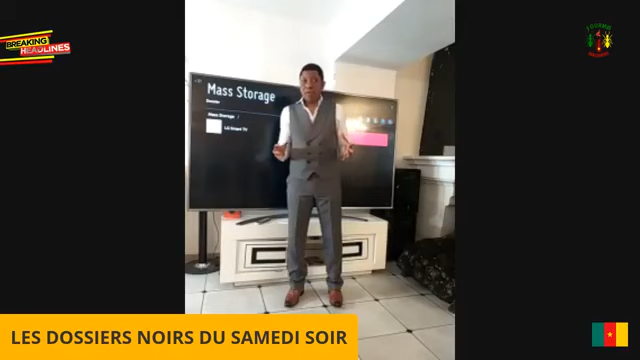 BREAKING
HEADLINES
Mass Storage
Mass Storage /
LG Smart TV
LES DOSSIERS NOIRS DU SAMEDI SOIR